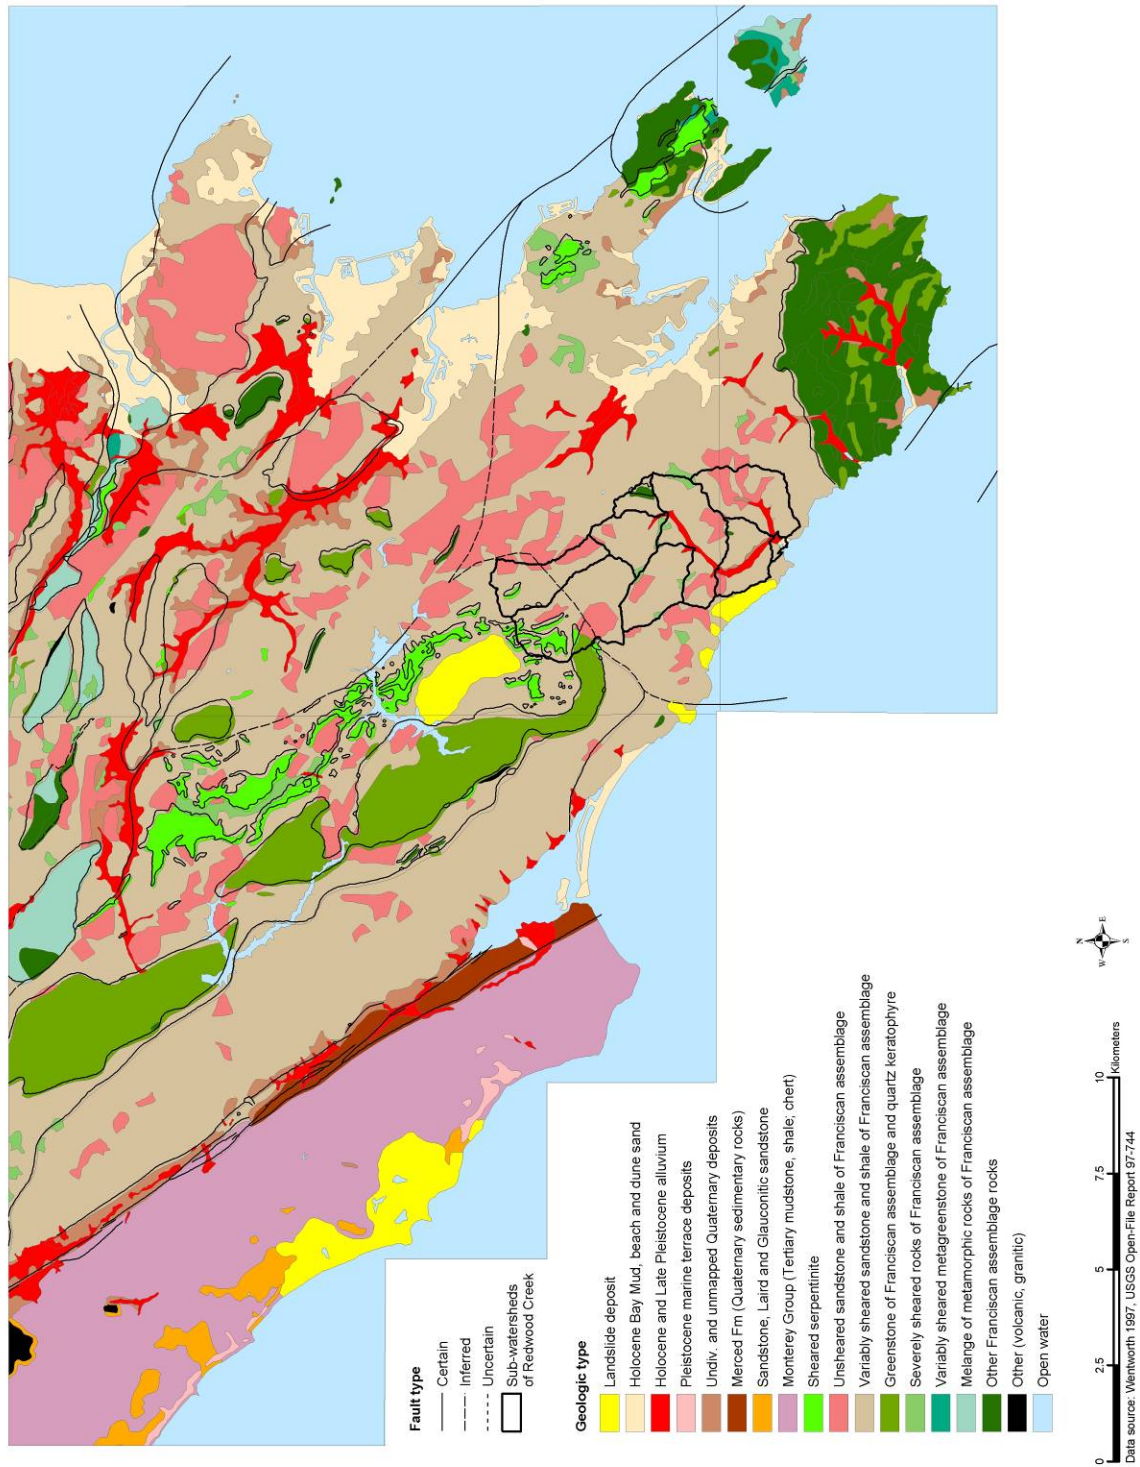 Fault type
Certain
Inferred
Uncertain
Sub-watersheds
of Redwood Creek
Geologic type
Landslide deposit
Holocene Bay Mud, beach and dune sand
Holocene and Late Pleistocene alluvium
Pleistocene marine terrace deposits
Undiv. and unmapped Quaternary deposits
Merced Fm (Quaternary sedimentary rocks)
Sandstone, Laird and Glauconitic sandstone
Monterey Group (Tertiary mudstone, shale; chert)
Sheared serpentinite
Unsheared sandstone and shale of Franciscan assemblage
Variably sheared sandstone and shale of Franciscan assemblage
Greenstone of Franciscan assemblage and quartz keratophyre
Severely sheared rocks of Franciscan assemblage
Variably sheared metagreenstone of Franciscan assemblage
Melange of metamorphic rocks of Franciscan assemblage
Other Franciscan assemblage rocks
Other (volcanic, granitic)
Open water
N
W E
S
0 2.5 5 7.5 10
Kilometers
Data source: Wentworth 1997, USGS Open-File Report 97-744